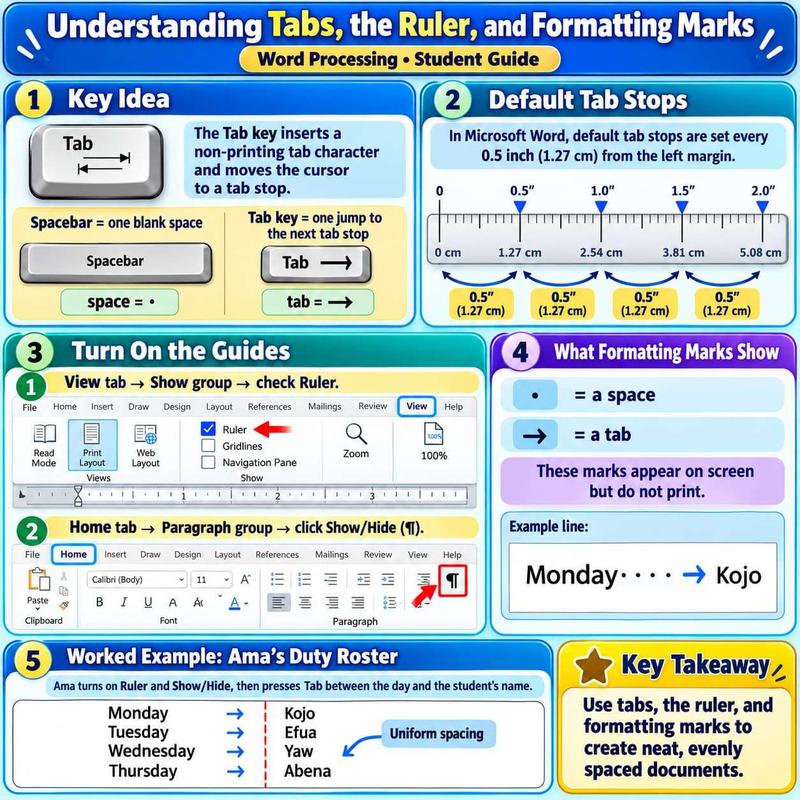 Understanding Tabs, the Ruler, and Formatting Marks
Word Processing • Student Guide
1 Key Idea
Tab
The Tab key inserts a
non-printing tab character
and moves the cursor
to a tab stop.
Spacebar = one blank space
Spacebar
space = •
Tab key = one jump to
the next tab stop
Tab →
tab = →
2 Default Tab Stops
In Microsoft Word, default tab stops are set every
0.5 inch (1.27 cm) from the left margin.
0 0.5" 1.0" 1.5" 2.0"
0 cm 1.27 cm 2.54 cm 3.81 cm 5.08 cm
0.5" 0.5" 0.5" 0.5"
(1.27 cm) (1.27 cm) (1.27 cm) (1.27 cm)
3 Turn On the Guides
1 View tab → Show group → check Ruler.
File Home Insert Draw Design Layout References Mailings Review View Help
Read
Mode
Print
Layout
Web
Layout
Views
Ruler
Gridlines
Navigation Pane
Show
Zoom
100%
100%
1 2 3
2 Home tab → Paragraph group → click Show/Hide (¶).
File Home Insert Draw Design Layout References Mailings Review View Help
Paste
Clipboard
Calibri (Body) 11 A
B I U A A
Font
¶
Paragraph
4 What Formatting Marks Show
• = a space
→ = a tab
These marks appear on screen
but do not print.
Example line:
Monday···· → Kojo
5 Worked Example: Ama's Duty Roster
Ama turns on Ruler and Show/Hide, then presses Tab between the day and the student's name.
Monday → Kojo
Tuesday → Efua
Wednesday → Yaw
Thursday → Abena
Uniform spacing
Key Takeaway
Use tabs, the ruler, and
formatting marks to
create neat, evenly
spaced documents.